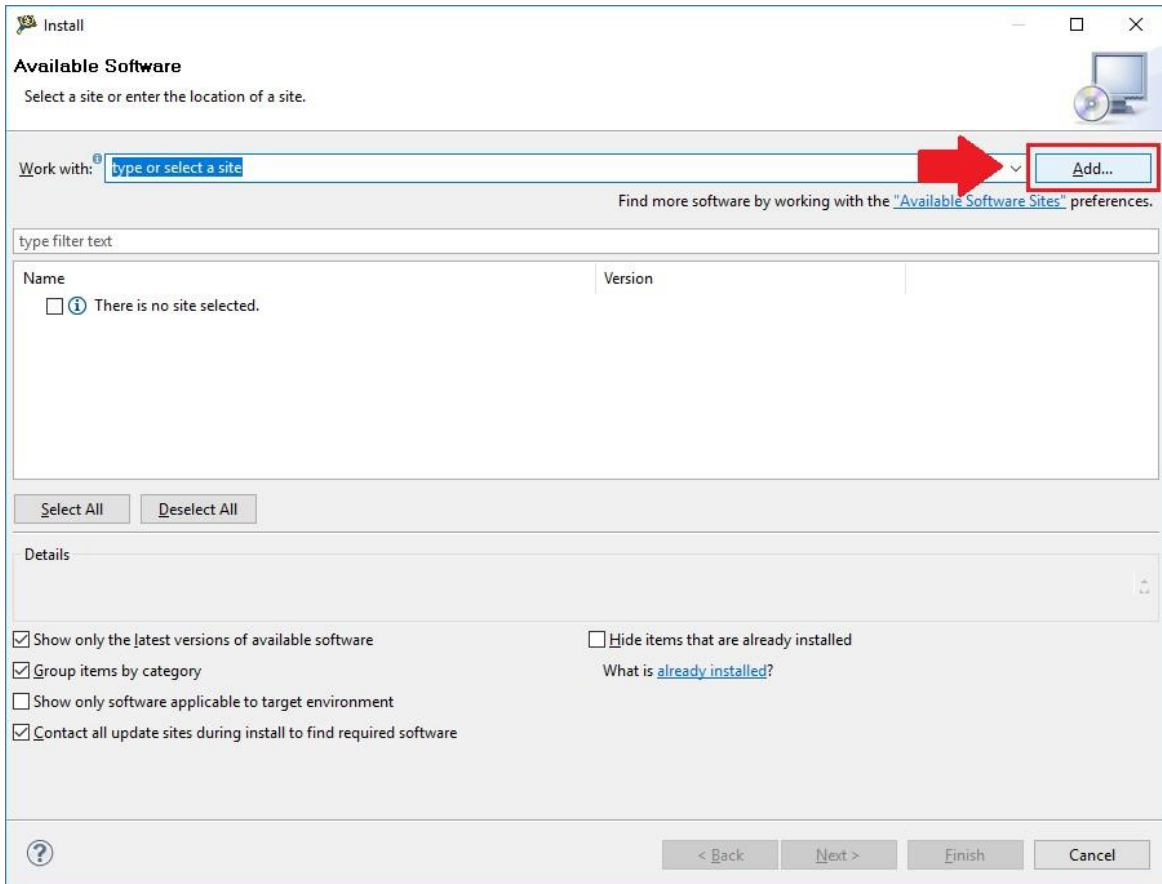 Install
Available Software
Select a site or enter the location of a site.
Work with: type or select a site Add...
Find more software by working with the "Available Software Sites" preferences.
type filter text
Name Version
There is no site selected.
Select All Deselect All
Details
Show only the latest versions of available software Hide items that are already installed
Group items by category What is already installed?
Show only software applicable to target environment
Contact all update sites during install to find required software
< Back Next > Finish Cancel